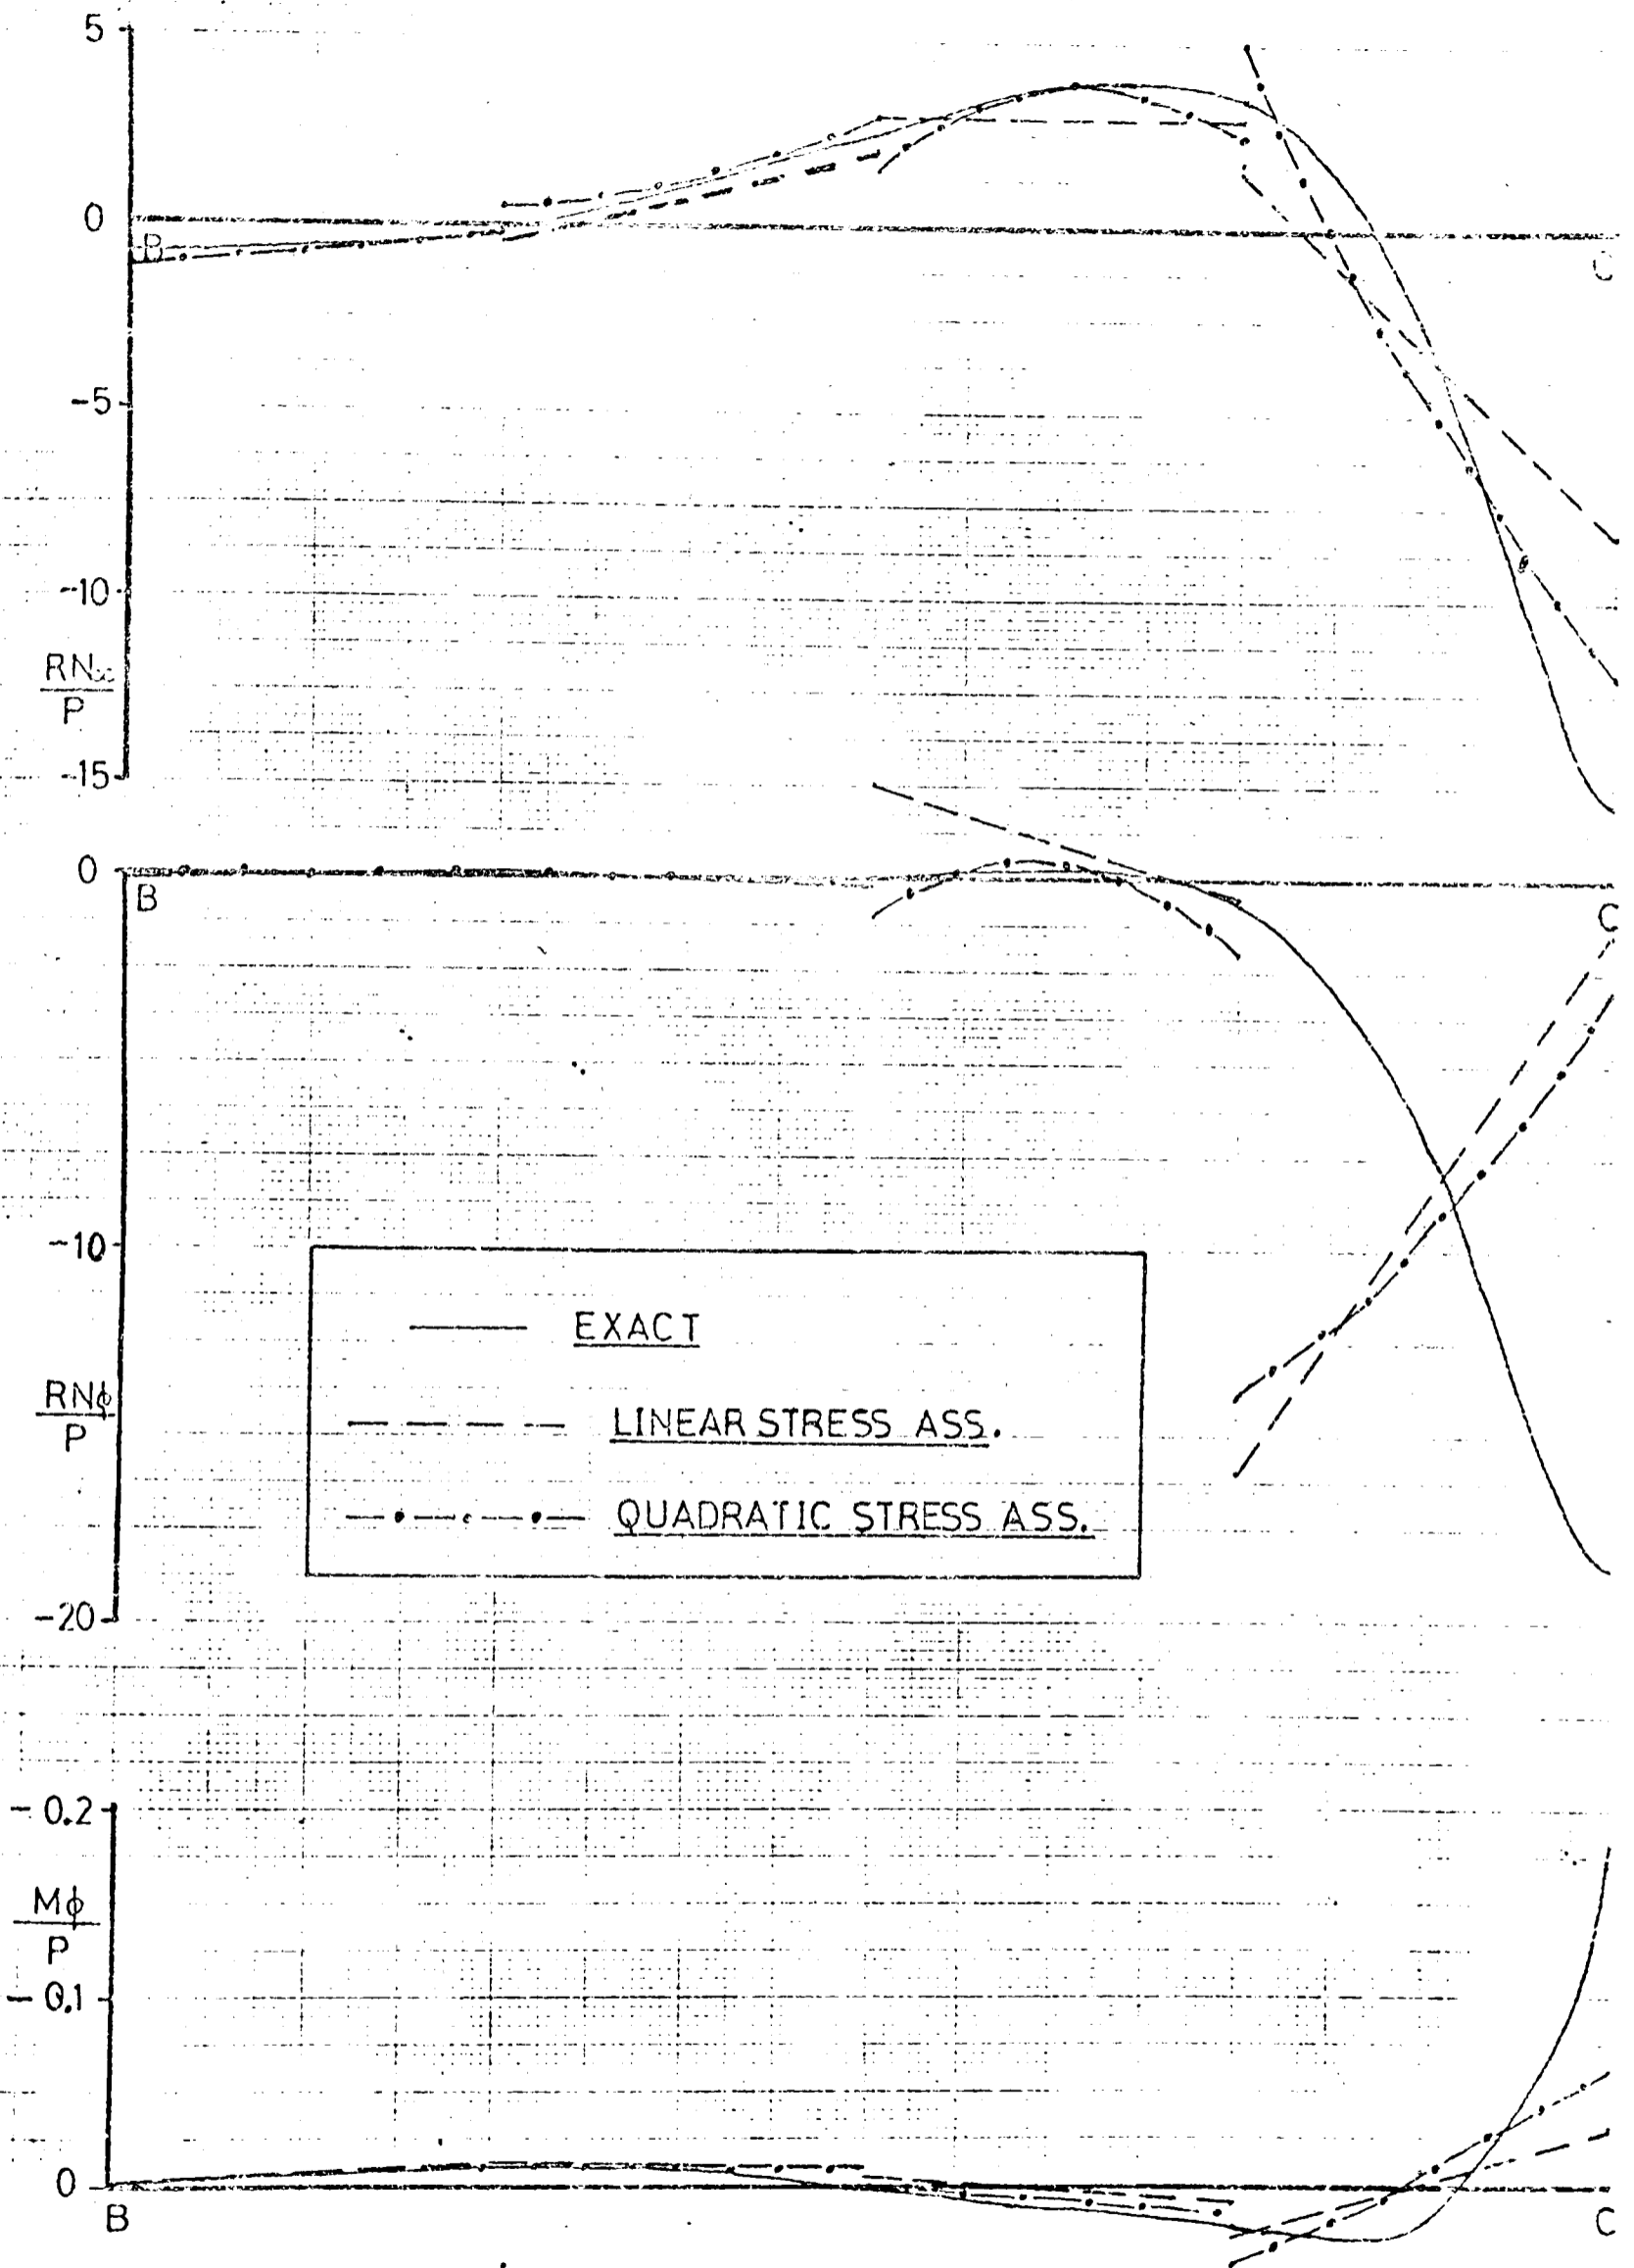 5
0
B
C
-5
-10
RNx
P
-15
0
B
C
-10
EXACT
RNϕ
P
LINEAR STRESS ASS.
QUADRATIC STRESS ASS.
-20
-0.2
Mϕ
P
-0.1
0
B
C